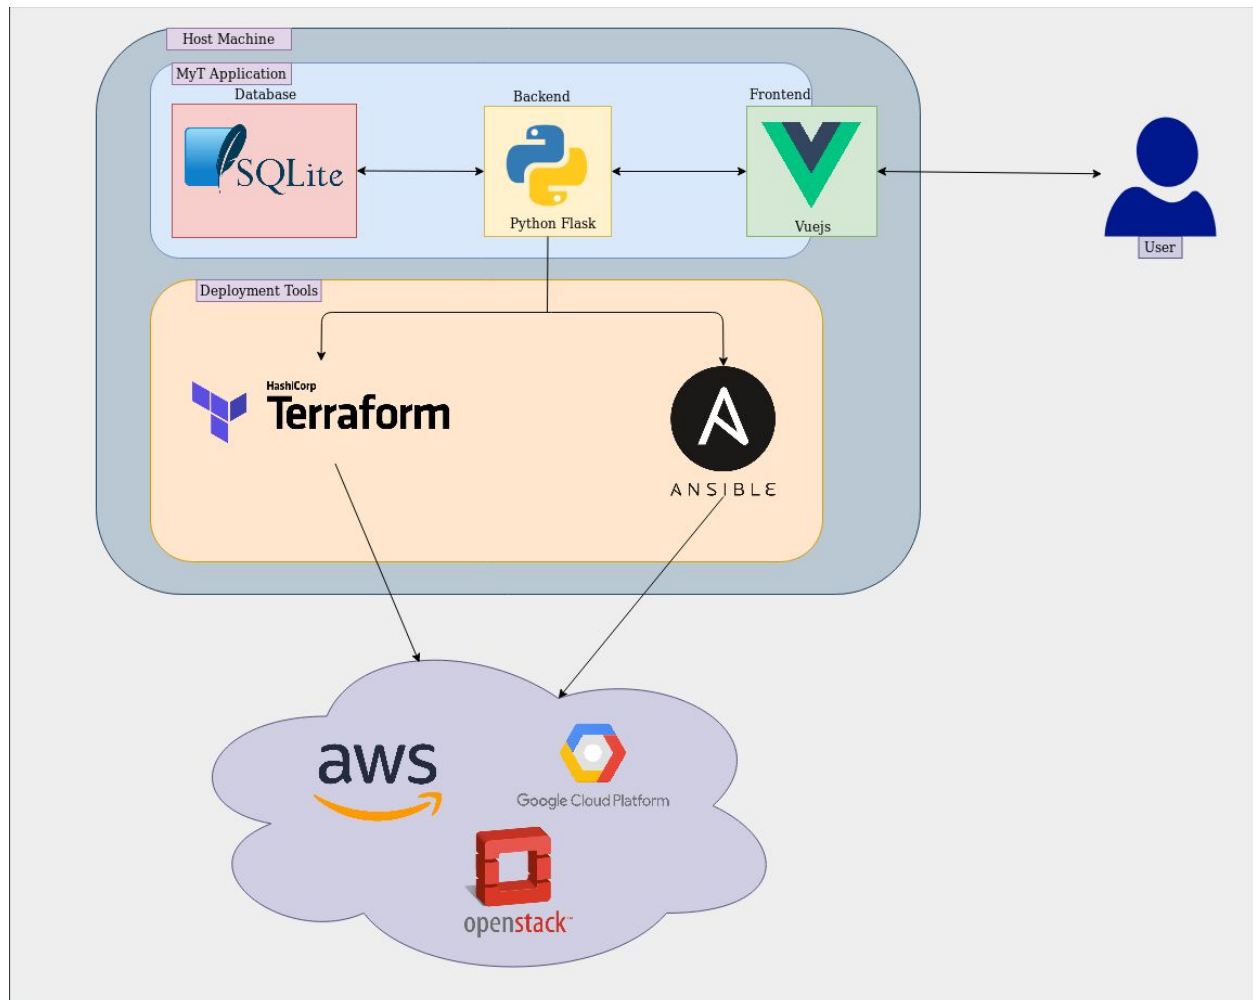 Host Machine
MyT Application
Database
Backend
Frontend
SQLite
Python Flask
Vuejs
User
Deployment Tools
HashiCorp
Terraform
ANSIBLE
aws
Google Cloud Platform
openstack™